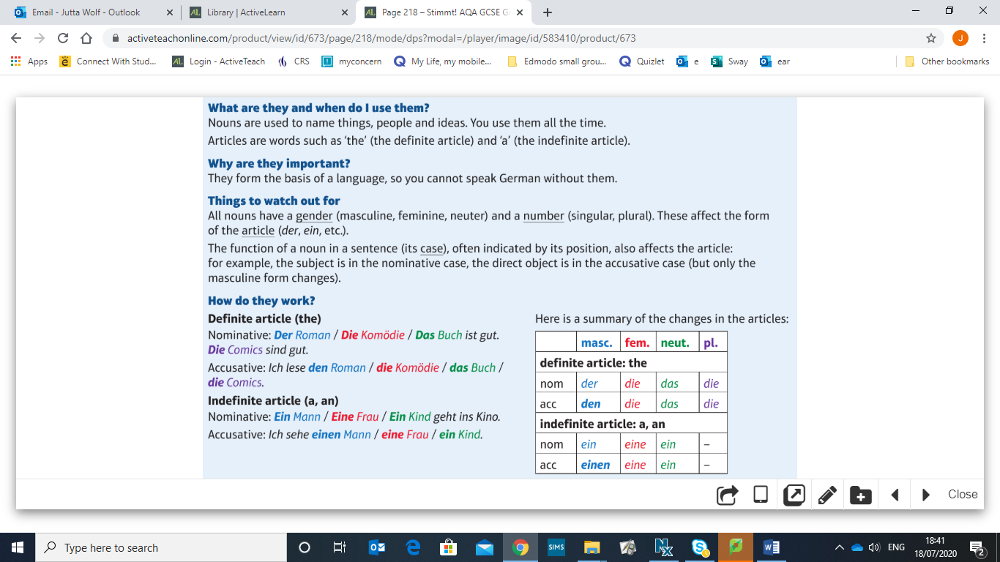 Email - Jutta Wolf - Outlook
Library | ActiveLearn
Page 218 – Stimmt! AQA GCSE G
activeteachonline.com/product/view/id/673/page/218/mode/dps?modal=/player/image/id/583410/product/673
J
Apps
Connect With Stud...
Login - ActiveTeach
CRS
myconcern
My Life, my mobile...
Edmodo small grou...
Quizlet
e
Sway
ear
Other bookmarks
What are they and when do I use them?
Nouns are used to name things, people and ideas. You use them all the time.
Articles are words such as ‘the’ (the definite article) and ‘a’ (the indefinite article).
Why are they important?
They form the basis of a language, so you cannot speak German without them.
Things to watch out for
All nouns have a gender (masculine, feminine, neuter) and a number (singular, plural). These affect the form
of the article (der, ein, etc.).
The function of a noun in a sentence (its case), often indicated by its position, also affects the article:
for example, the subject is in the nominative case, the direct object is in the accusative case (but only the
masculine form changes).
How do they work?
Definite article (the)
Nominative: Der Roman / Die Komödie / Das Buch ist gut.
Die Comics sind gut.
Accusative: Ich lese den Roman / die Komödie / das Buch /
die Comics.
Indefinite article (a, an)
Nominative: Ein Mann / Eine Frau / Ein Kind geht ins Kino.
Accusative: Ich sehe einen Mann / eine Frau / ein Kind.
Here is a summary of the changes in the articles:
masc. fem. neut. pl.
definite article: the
nom der die das die
acc den die das die
indefinite article: a, an
nom ein eine ein –
acc einen eine ein –
Close
Type here to search
SIMS
ENG
18:41
18/07/2020
2